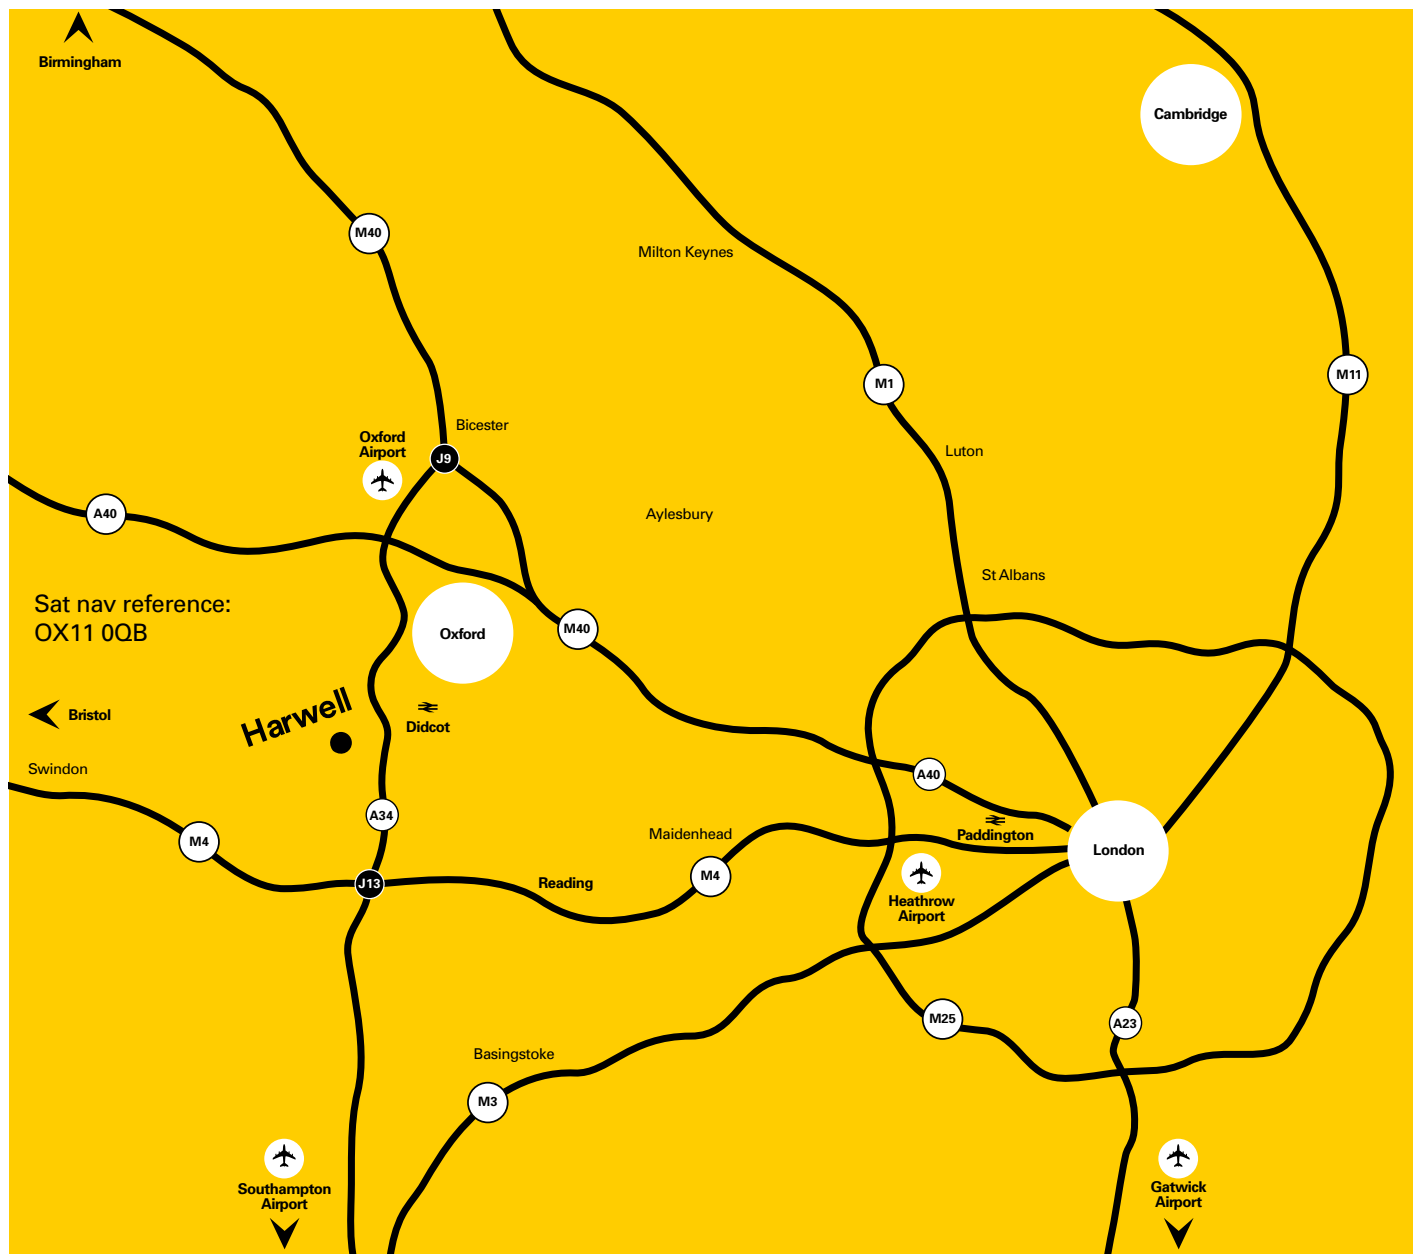 Birmingham
Cambridge
M40
Milton Keynes
M1
M11
Bicester
Oxford
Airport
J9
Luton
A40
Aylesbury
St Albans
Sat nav reference:
OX11 0QB
Oxford
M40
Harwell
Bristol
Didcot
Swindon
A40
A34
M4
Maidenhead
Paddington
London
J13
Reading
M4
Heathrow
Airport
M25
A23
Basingstoke
M3
Southampton
Airport
Gatwick
Airport